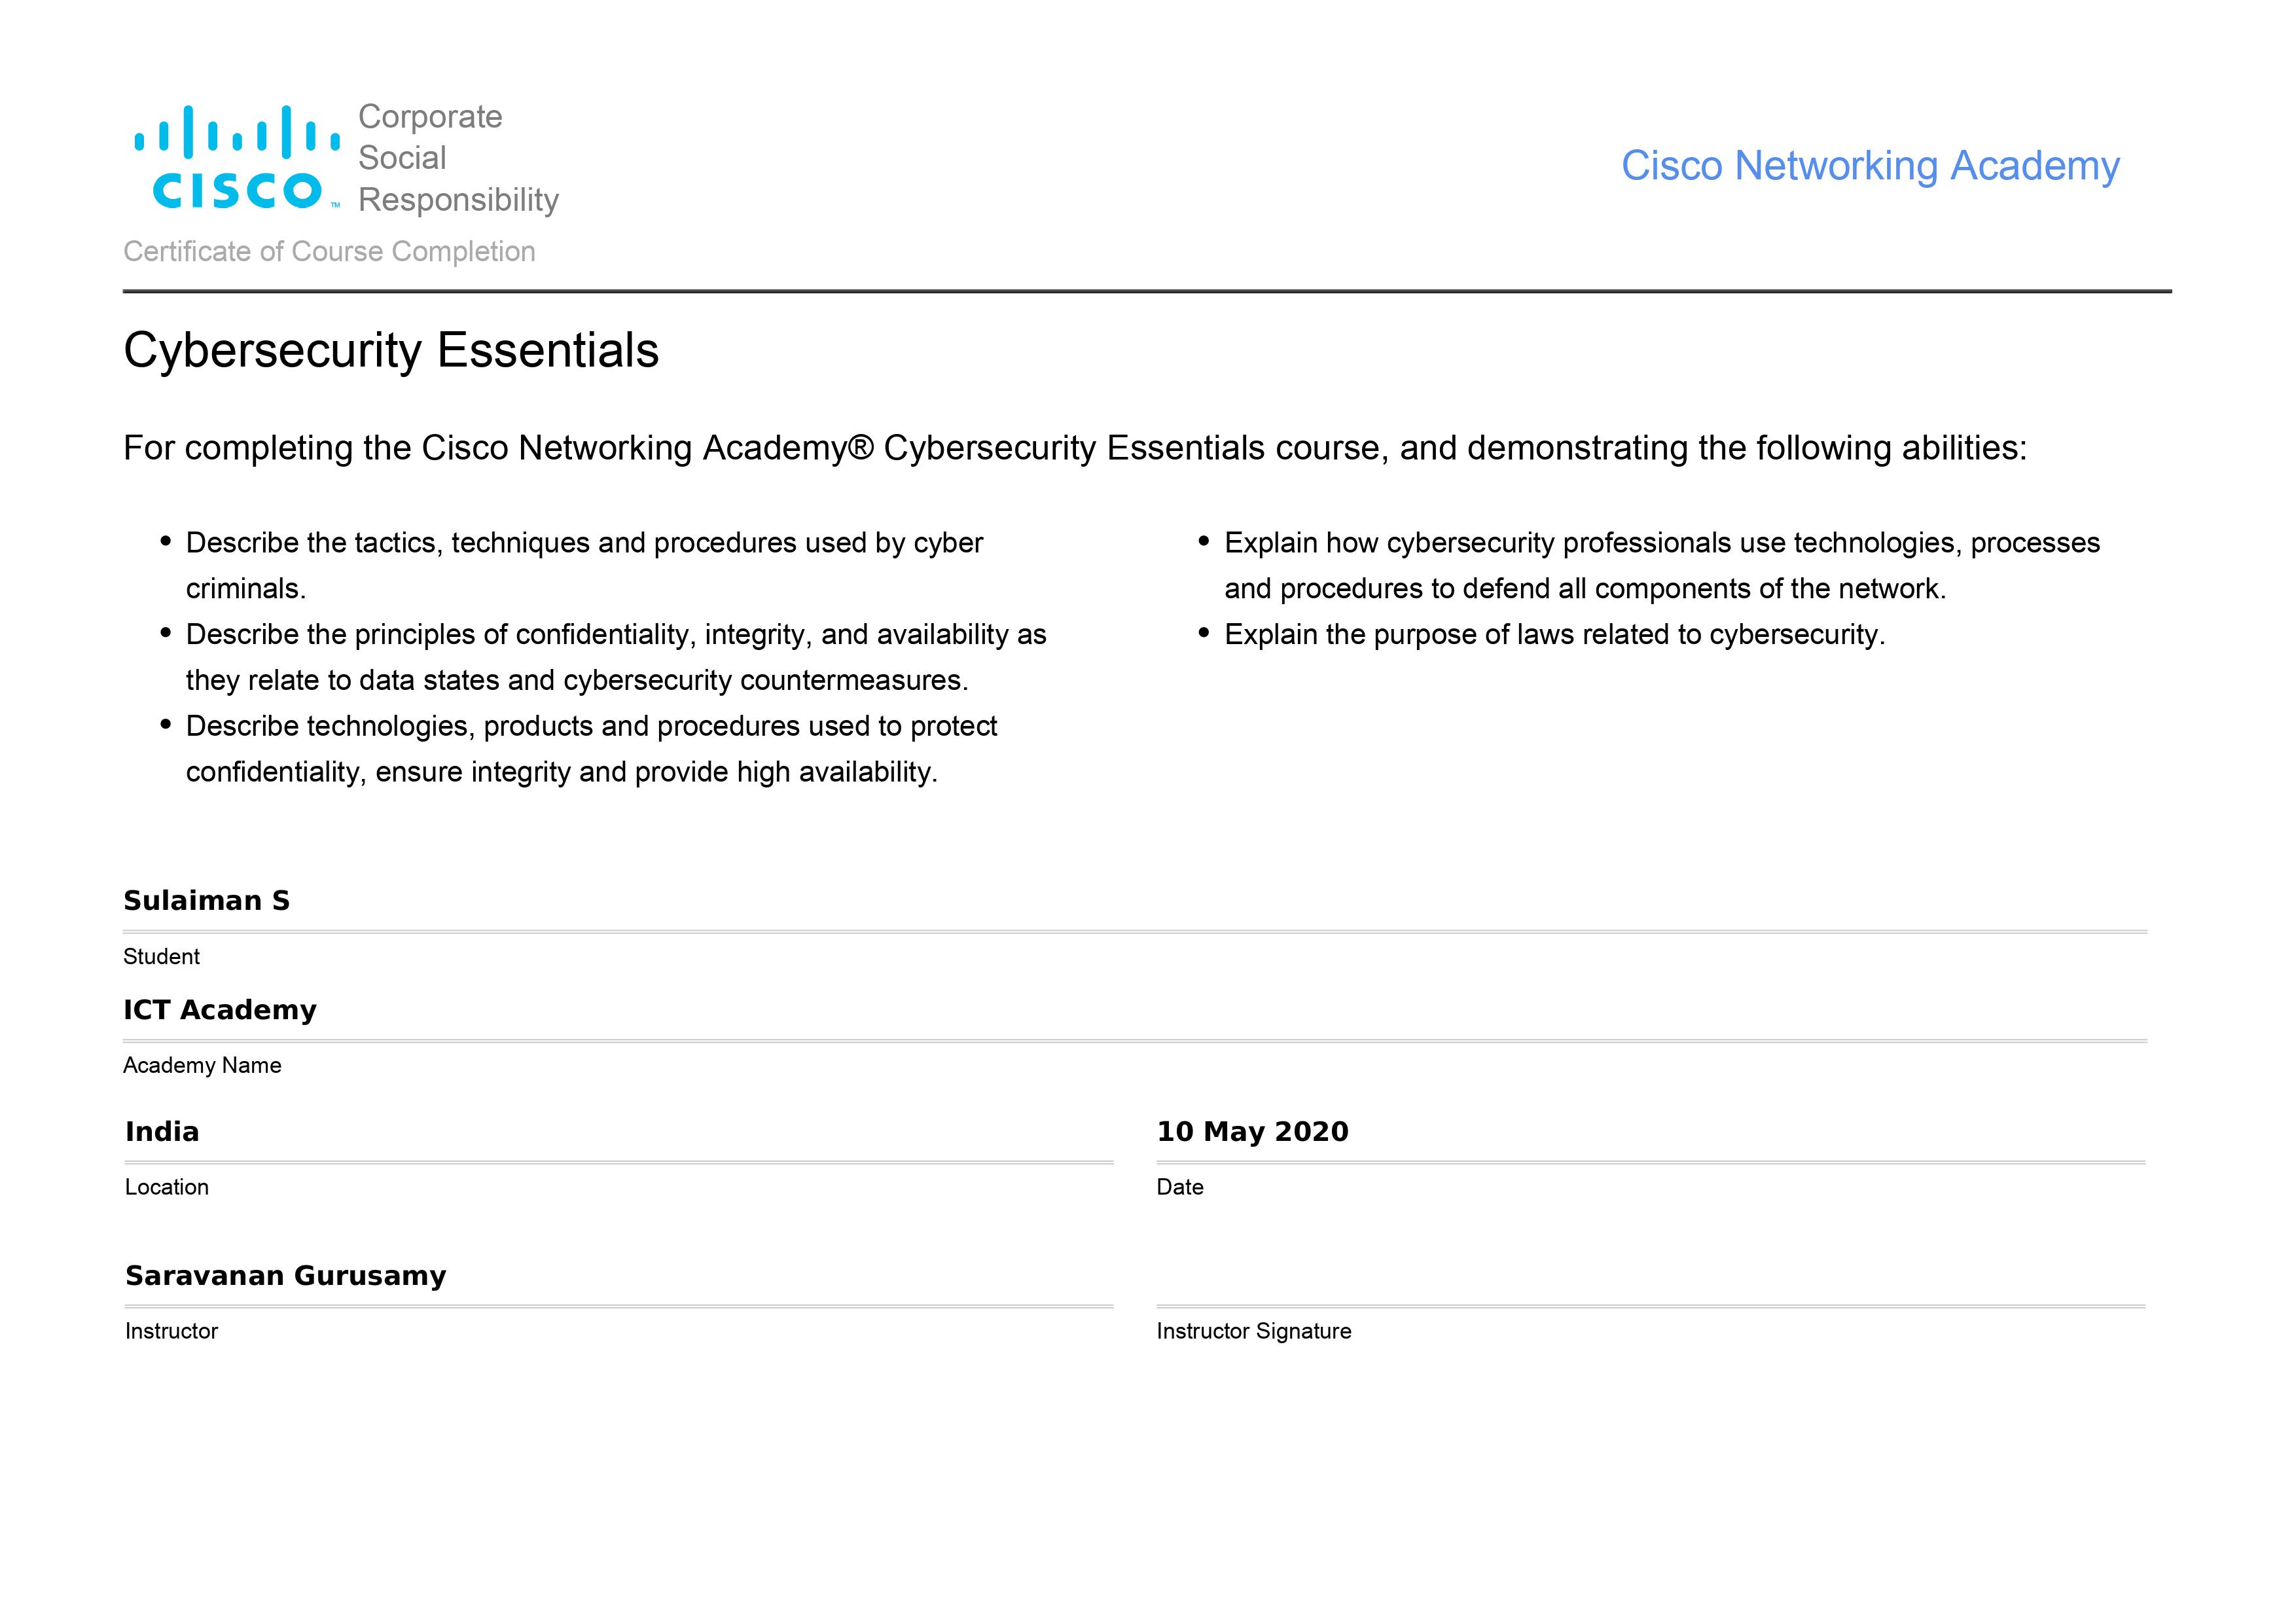 Corporate
Social
Responsibility
CISCO™
Cisco Networking Academy
Certificate of Course Completion
Cybersecurity Essentials
For completing the Cisco Networking Academy® Cybersecurity Essentials course, and demonstrating the following abilities:
• Describe the tactics, techniques and procedures used by cyber
criminals.
• Describe the principles of confidentiality, integrity, and availability as
they relate to data states and cybersecurity countermeasures.
• Describe technologies, products and procedures used to protect
confidentiality, ensure integrity and provide high availability.
• Explain how cybersecurity professionals use technologies, processes
and procedures to defend all components of the network.
• Explain the purpose of laws related to cybersecurity.
Sulaiman S
Student
ICT Academy
Academy Name
India
Location
10 May 2020
Date
Saravanan Gurusamy
Instructor
Instructor Signature